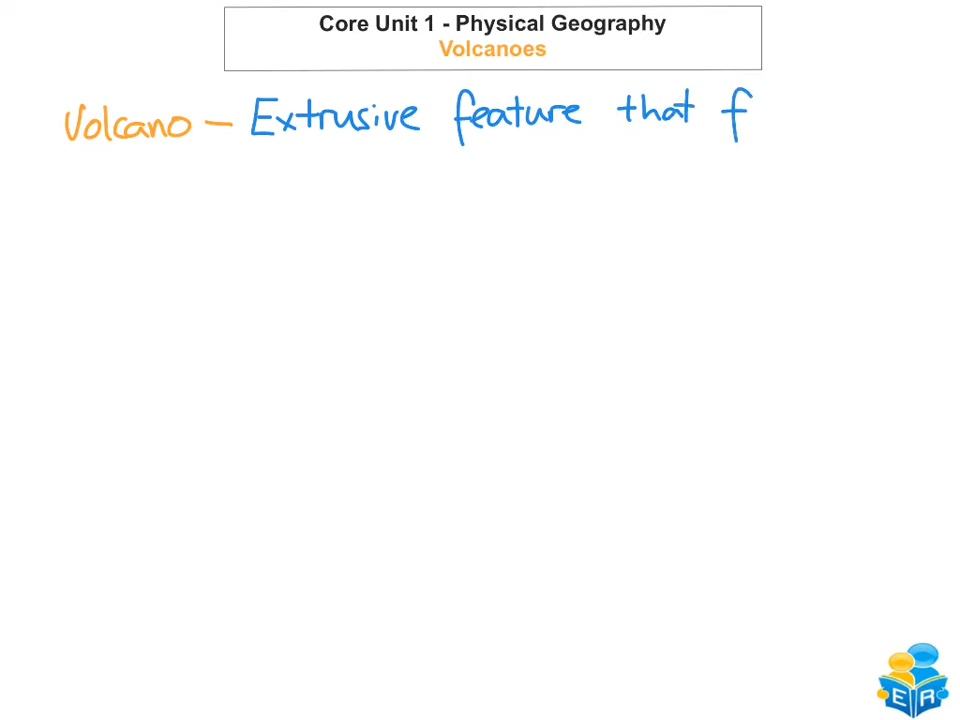 Core Unit 1 - Physical Geography
Volcanoes
Volcano – Extrusive feature that f
E R